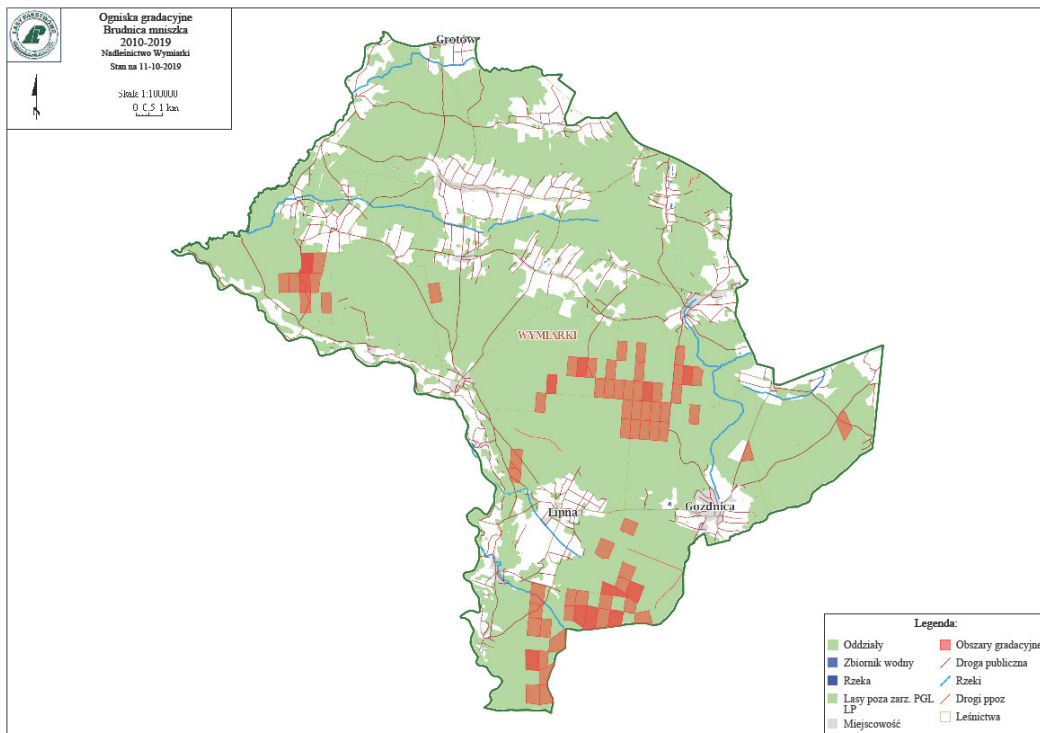 LASY PAŃSTWOWE
Ogniska gradacyjne
Brudnica mniszka
2010-2019
Nadleśnictwo Wymiarki
Stan na 11-10-2019
Skala 1:100000
0 0.5 1 km
N
Grotów
WYMIARKI
Lipna
Gozdnica
Legenda:
Oddziały
Zbiornik wodny
Rzeka
Lasy poza zarz. PGL
LP
Miejscowość
Obszary gradacyjne
Droga publiczna
Rzeki
Drogi ppoz
Leśnictwa